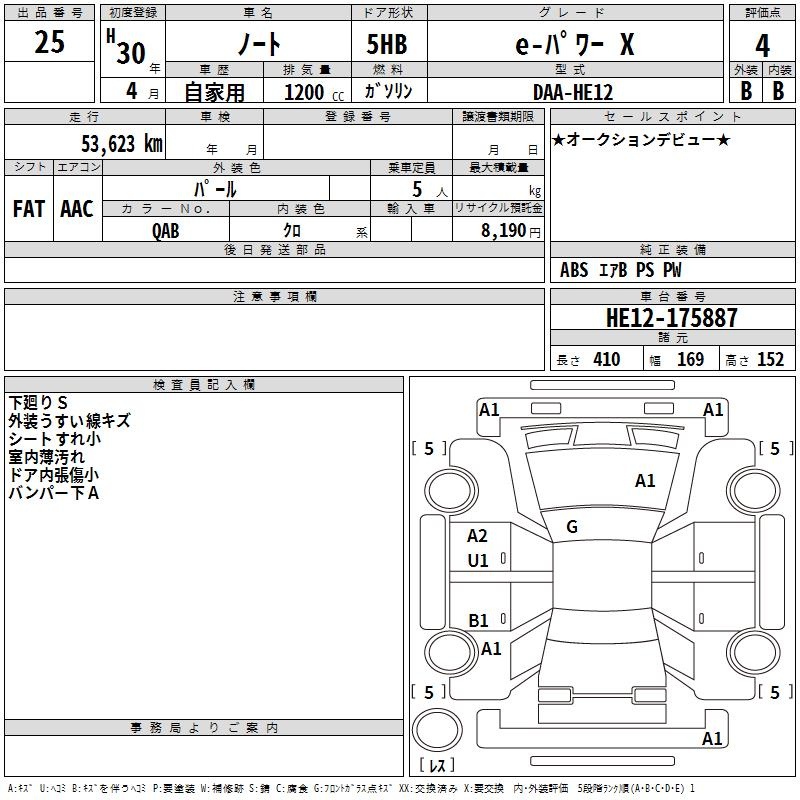 出品番号 初度登録 車名 ドア形状 グレード 評価点
25 H30年 ノート 5HB e-パワー X 4
車歴 排気量 燃料 型式 外装 内装
4月 自家用 1200 CC ガソリン DAA-HE12 B B
走行 車検 登録番号 譲渡書類期限 セールスポイント
53,623 km 年 月 月 日 ★オークションデビュー★
シフト エアコン 外装色 乗車定員 最大積載量
FAT AAC パール 5人 kg
カラーNo. 内装色 輸入車 リサイクル預託金
QAB クロ 系 8,190円
後日発送部品 純正装備
ABS エアB PS PW
注意事項欄 車台番号
HE12-175887
諸元
長さ 410 幅 169 高さ 152
検査員記入欄
下廻りS
外装うすい線キズ
シートすれ小
室内薄汚れ
ドア内張傷小
バンパー下A
事務局よりご案内
A1 A1
[ 5 ] [ 5 ]
A1
G
A2
U1
B1
A1
[ 5 ] [ 5 ]
A1
[ レス ]
A:キズ U:ヘコミ B:キズを伴うヘコミ P:要塗装 W:補修跡 S:錆 C:腐食 G:フロントガラス点キズ XX:交換済み X:要交換 内・外装評価 5段階ランク順(A・B・C・D・E) 1